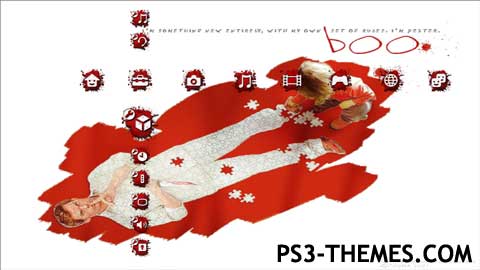 I'M SOMETHING NEW ENTIRELY, WITH MY OWN SET OF RULES. I'M DEXTER.
boo.
PS3-THEMES.COM